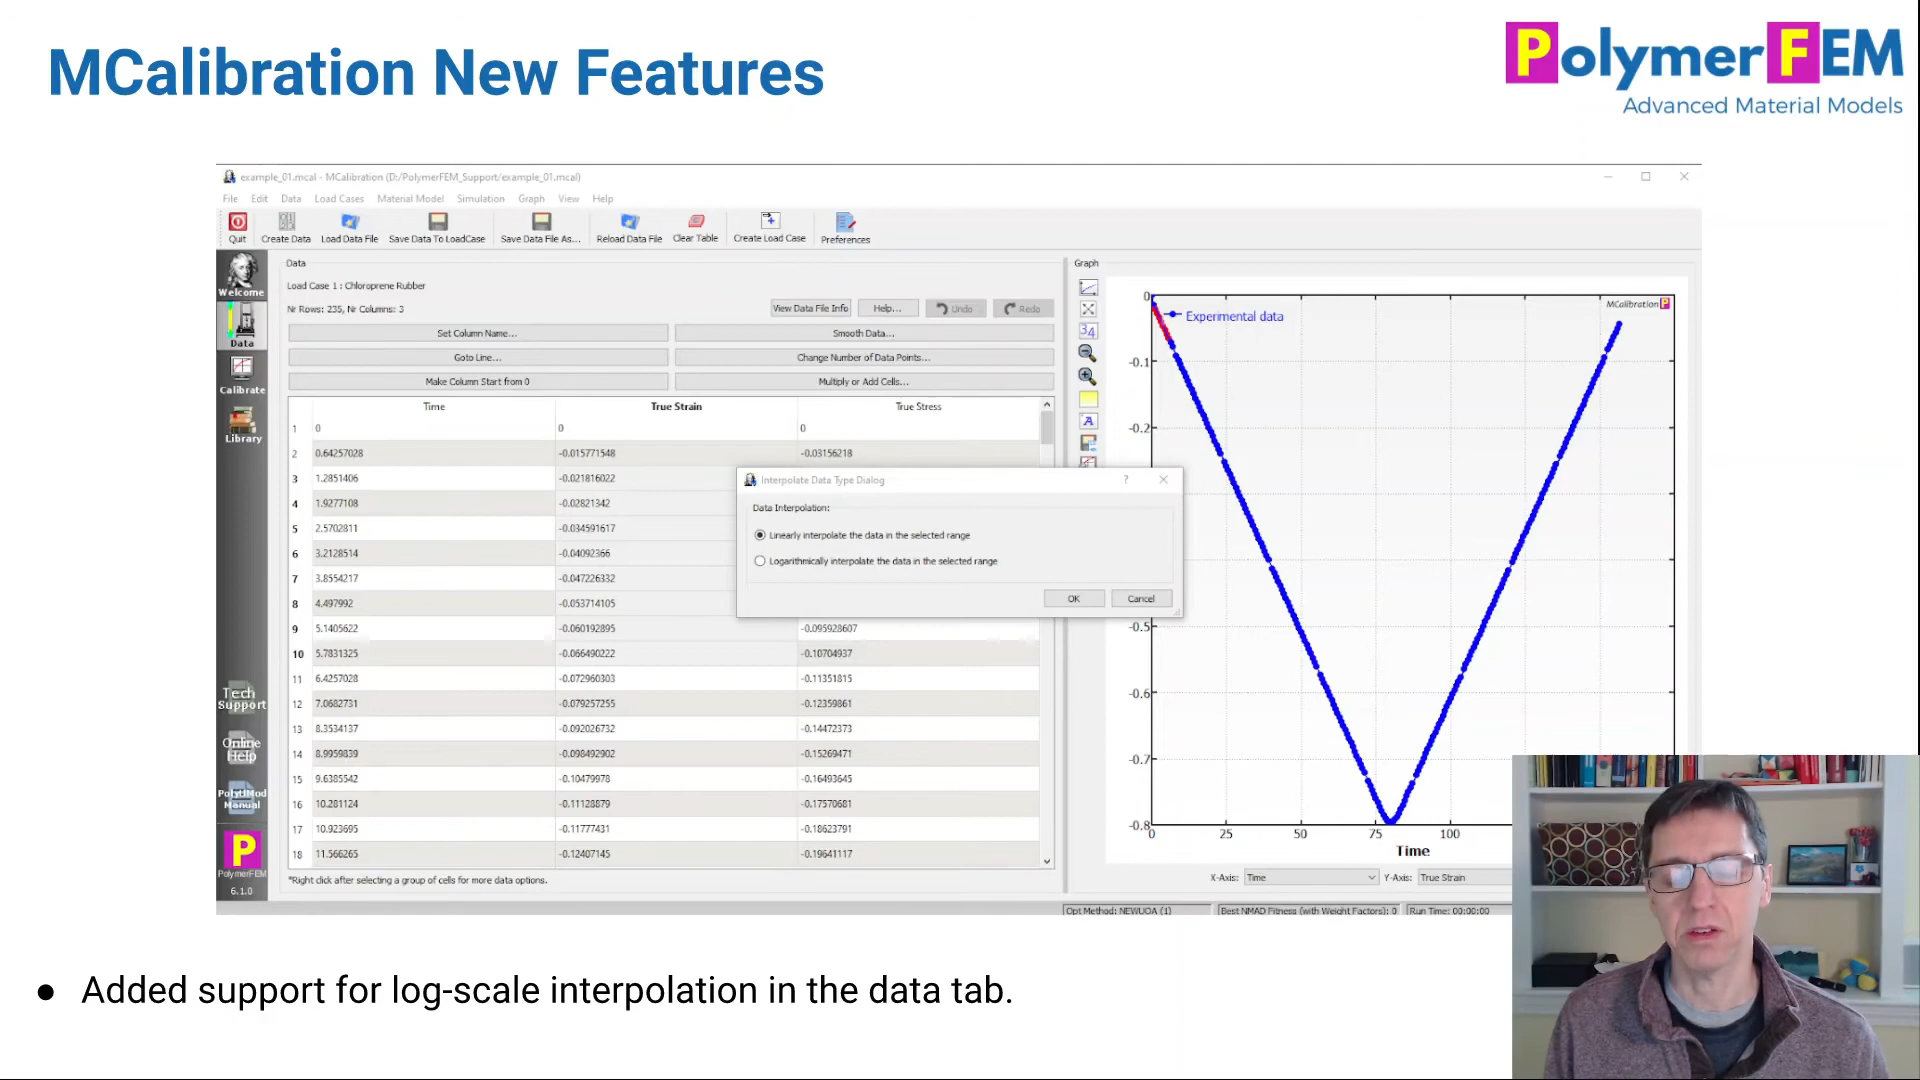 MCalibration New Features
PolymerFEM
Advanced Material Models
example_01.mcal - MCalibration (D:/PolymerFEM_Support/example_01.mcal)
File Edit Data Load Cases Material Model Simulation Graph View Help
Quit Create Data Load Data File Save Data To LoadCase Save Data File As... Reload Data File Clear Table Create Load Case Preferences
Welcome
Data
Calibrate
Library
Tech Support
Online Help
PolyUMod Manual
P
PolymerFEM
6.1.0
Data
Load Case 1 : Chloroprene Rubber
Nr Rows: 235, Nr Columns: 3
View Data File Info Help... Undo Redo
Set Column Name... Smooth Data...
Goto Line... Change Number of Data Points...
Make Column Start from 0 Multiply or Add Cells...
Time True Strain True Stress
1 0 0 0
2 0.64257028 -0.015771548 -0.03156218
3 1.2851406 -0.021816022
4 1.9277108 -0.02821342
5 2.5702811 -0.034591617
6 3.2128514 -0.04092366
7 3.8554217 -0.047226332
8 4.497992 -0.053714105
9 5.1405622 -0.060192895 -0.095928607
10 5.7831325 -0.066490222 -0.10704937
11 6.4257028 -0.072960303 -0.11351815
12 7.0682731 -0.079257255 -0.12359861
13 8.3534137 -0.092026732 -0.14472373
14 8.9959839 -0.098492902 -0.15269471
15 9.6385542 -0.10479978 -0.16493645
16 10.281124 -0.11128879 -0.17570681
17 10.923695 -0.11777431 -0.18623791
18 11.566265 -0.12407145 -0.19641117
*Right click after selecting a group of cells for more data options.
Interpolate Data Type Dialog ?
Data Interpolation:
Linearly interpolate the data in the selected range
Logarithmically interpolate the data in the selected range
OK Cancel
Graph
3 4
A
MCalibration P
Experimental data
0
-0.1
-0.2
-0.5
-0.6
-0.7
-0.8
0 25 50 75 100
Time
X-Axis: Time Y-Axis: True Strain
Opt Method: NEWUOA (1) Best NMAD Fitness (with Weight Factors): 0 Run Time: 00:00:00
● Added support for log-scale interpolation in the data tab.